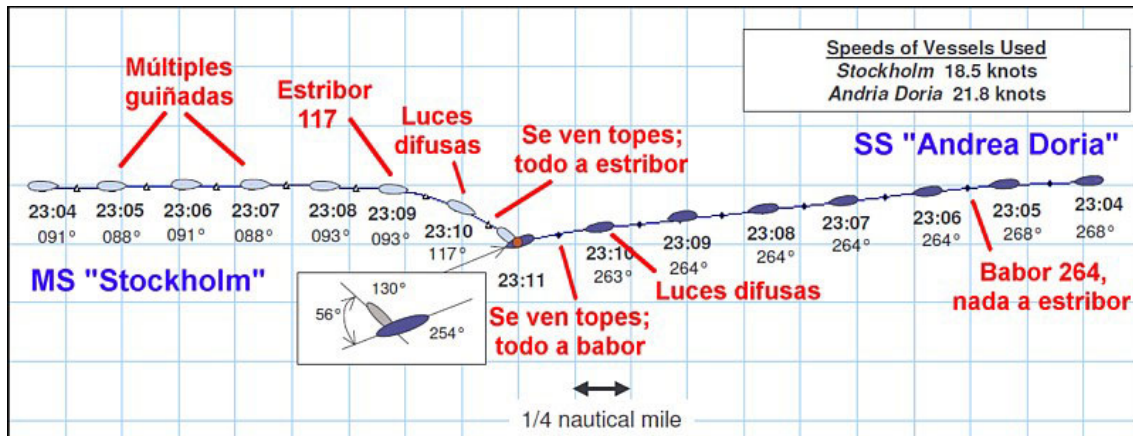 Speeds of Vessels Used
Stockholm 18.5 knots
Andria Doria 21.8 knots
Múltiples
guiñadas
Estribor
117
Luces
difusas
Se ven topes;
todo a estribor
SS "Andrea Doria"
23:04
091°
23:05
088°
23:06
091°
23:07
088°
23:08
093°
23:09
093°
23:10
117°
23:11
23:10
263°
23:09
264°
23:08
264°
23:07
264°
23:06
264°
23:05
268°
23:04
268°
MS "Stockholm"
130°
56°
254°
Se ven topes;
todo a babor
Luces difusas
Babor 264,
nada a estribor
1/4 nautical mile